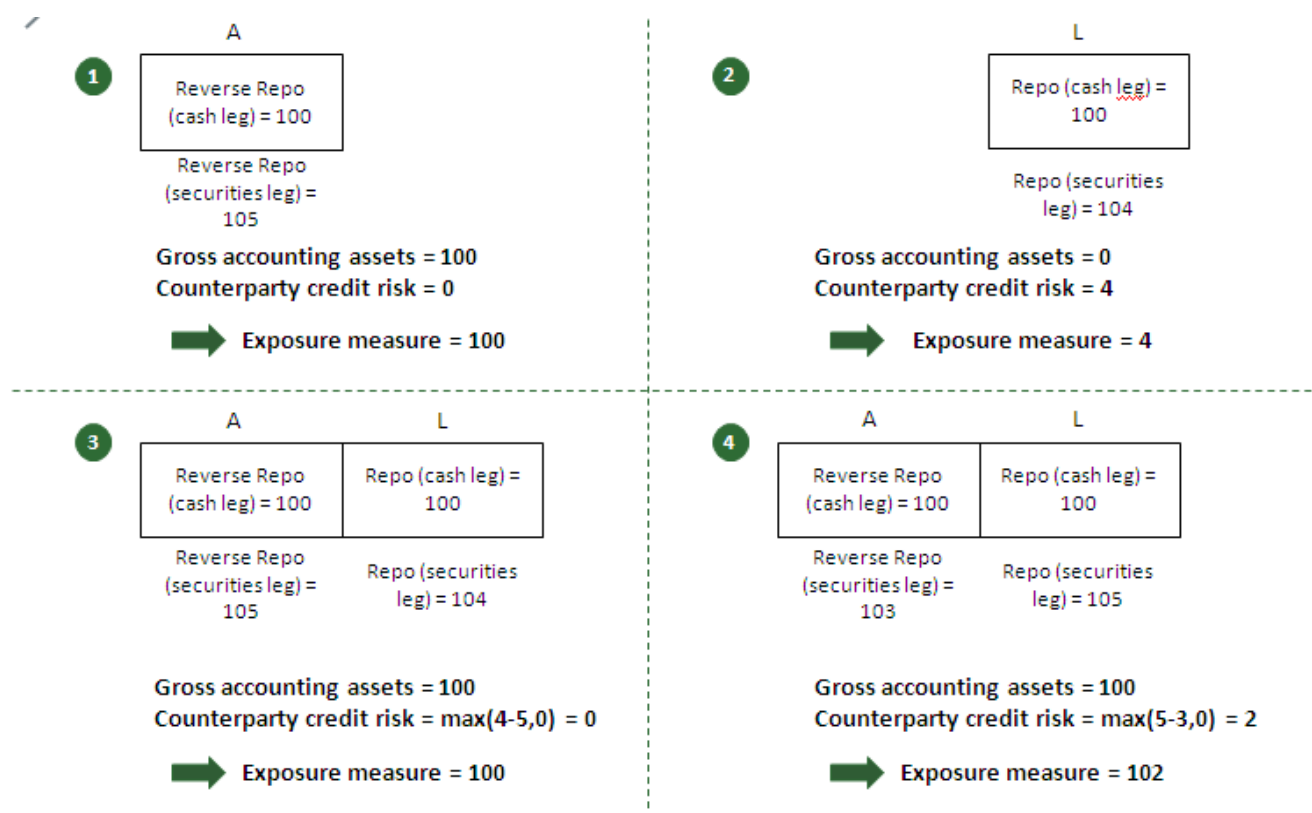 A
1
Reverse Repo
(cash leg) = 100
Reverse Repo
(securities leg) =
105
Gross accounting assets = 100
Counterparty credit risk = 0
Exposure measure = 100
L
2
Repo (cash leg) =
100
Repo (securities
leg) = 104
Gross accounting assets = 0
Counterparty credit risk = 4
Exposure measure = 4
A
L
3
Reverse Repo
(cash leg) = 100
Repo (cash leg) =
100
Reverse Repo
(securities leg) =
105
Repo (securities
leg) = 104
Gross accounting assets = 100
Counterparty credit risk = max(4-5,0) = 0
Exposure measure = 100
A
L
4
Reverse Repo
(cash leg) = 100
Repo (cash leg) =
100
Reverse Repo
(securities leg) =
103
Repo (securities
leg) = 105
Gross accounting assets = 100
Counterparty credit risk = max(5-3,0) = 2
Exposure measure = 102